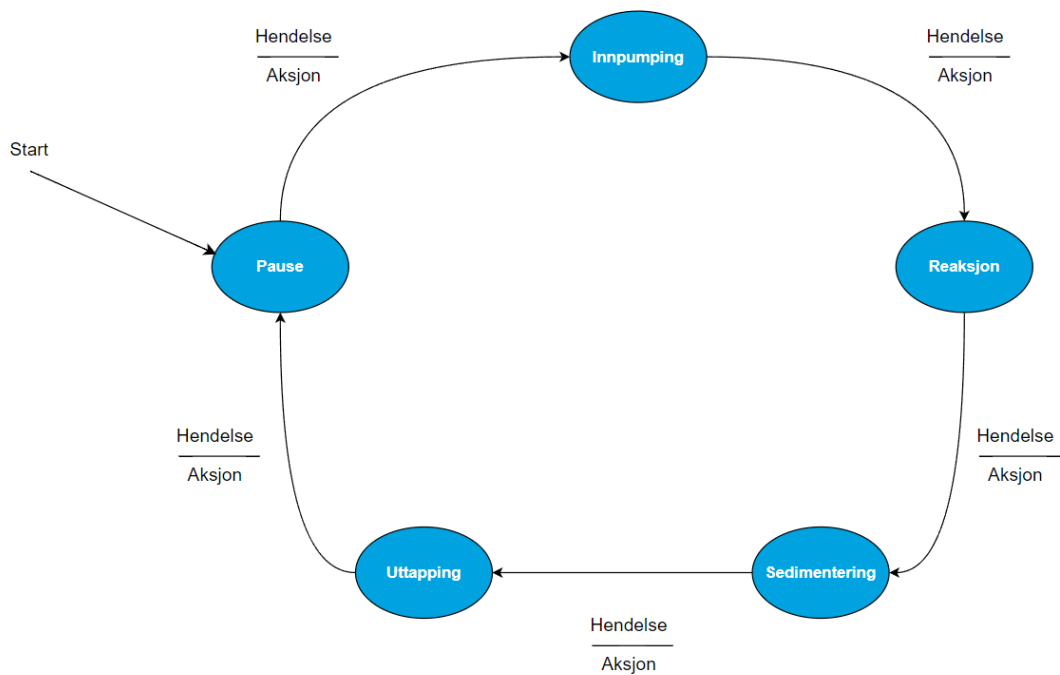 Hendelse
Aksjon
Innpumping
Hendelse
Aksjon
Start
Pause
Reaksjon
Hendelse
Aksjon
Hendelse
Aksjon
Uttapping
Sedimentering
Hendelse
Aksjon